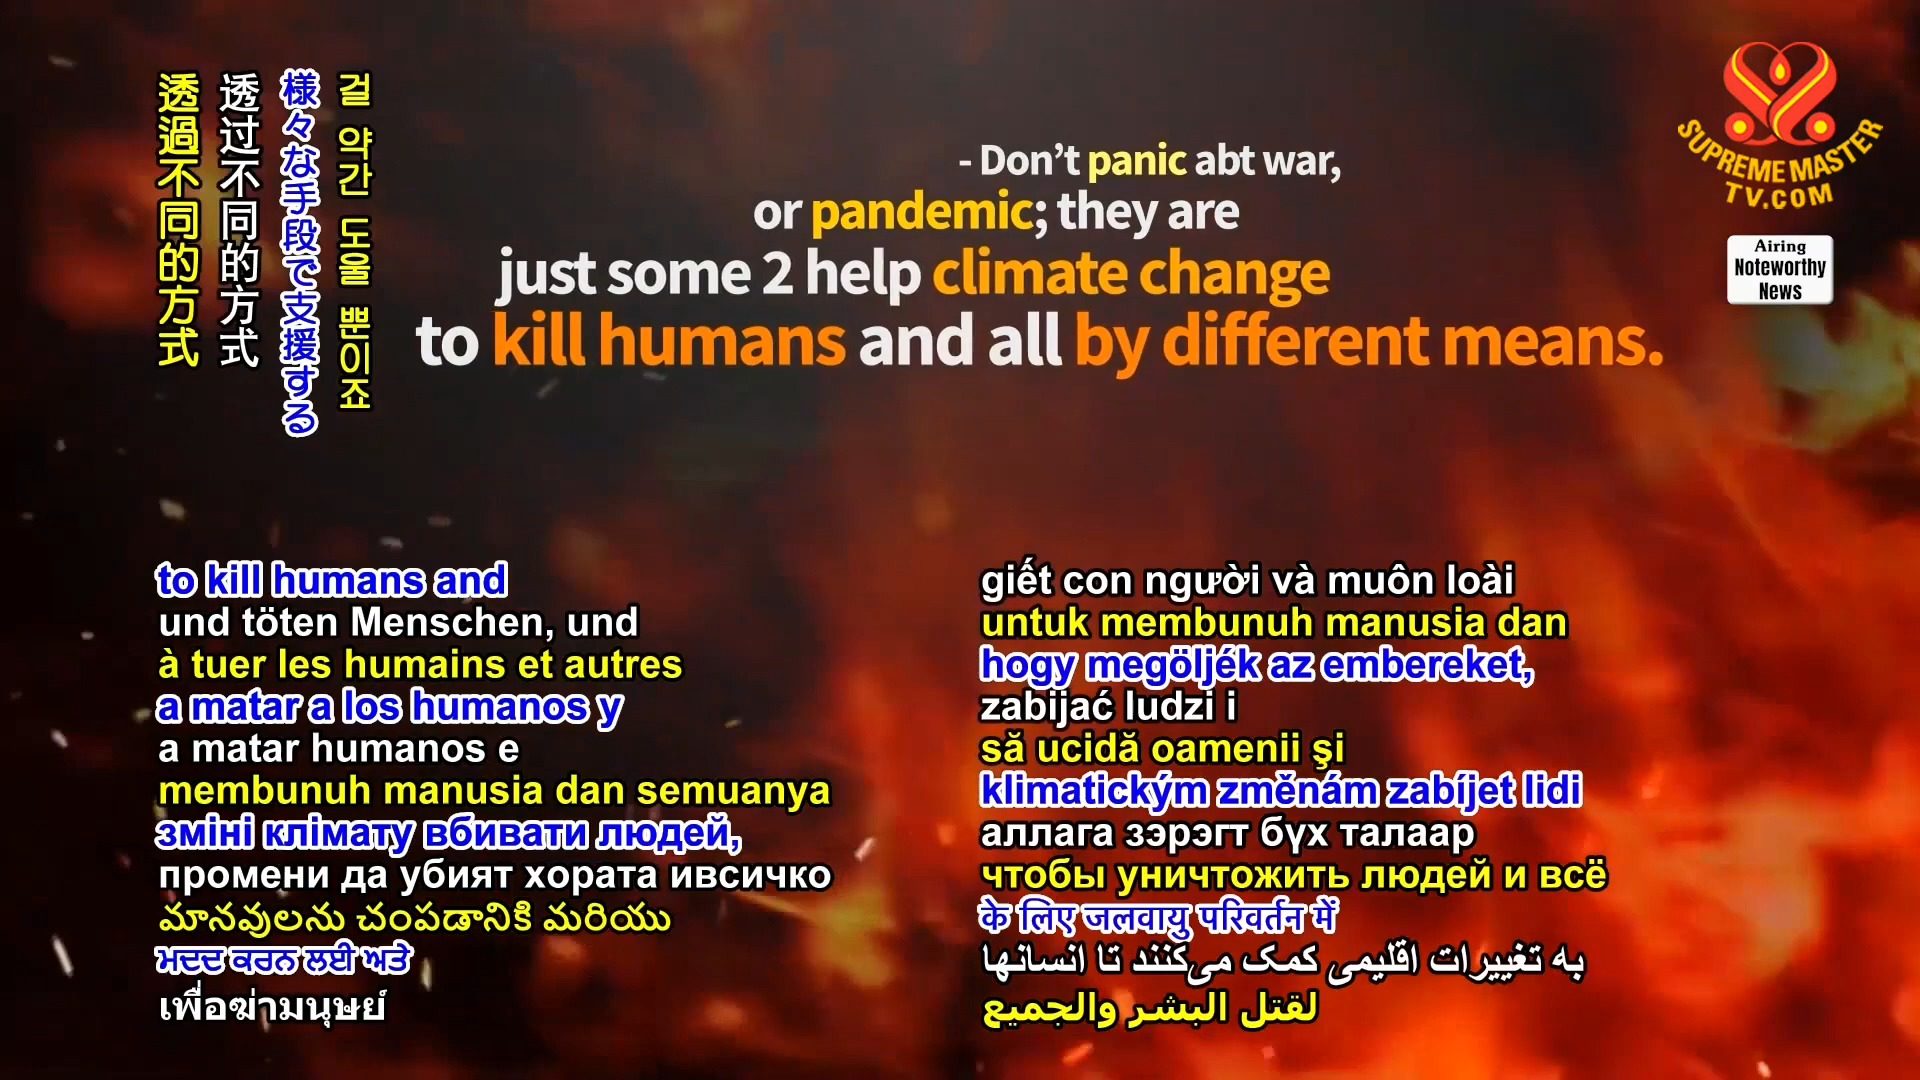 透過不同的方式
透过不同的方式
様々な手段で支援する
걸 약간 도울 뿐이죠
- Don't panic abt war,
or pandemic; they are
just some 2 help climate change
to kill humans and all by different means.
SUPREME MASTER
TV.COM
Airing
Noteworthy
News
to kill humans and
und töten Menschen, und
à tuer les humains et autres
a matar a los humanos y
a matar humanos e
membunuh manusia dan semuanya
зміні клімату вбивати людей,
промени да убият хората ивсичко
మానవులను చంపడానికి మరియు
ਮਦਦ ਕਰਨ ਲਈ ਅਤੇ
เพื่อฆ่ามนุษย์
giết con người và muôn loài
untuk membunuh manusia dan
hogy megöljék az embereket,
zabijać ludzi i
să ucidă oamenii şi
klimatickým změnám zabíjet lidi
аллага зэрэгт бүх талаар
чтобы уничтожить людей и всё
के लिए जलवायु परिवर्तन में
به تغییرات اقلیمی کمک می‌کنند تا انسانها
لقتل البشر والجميع